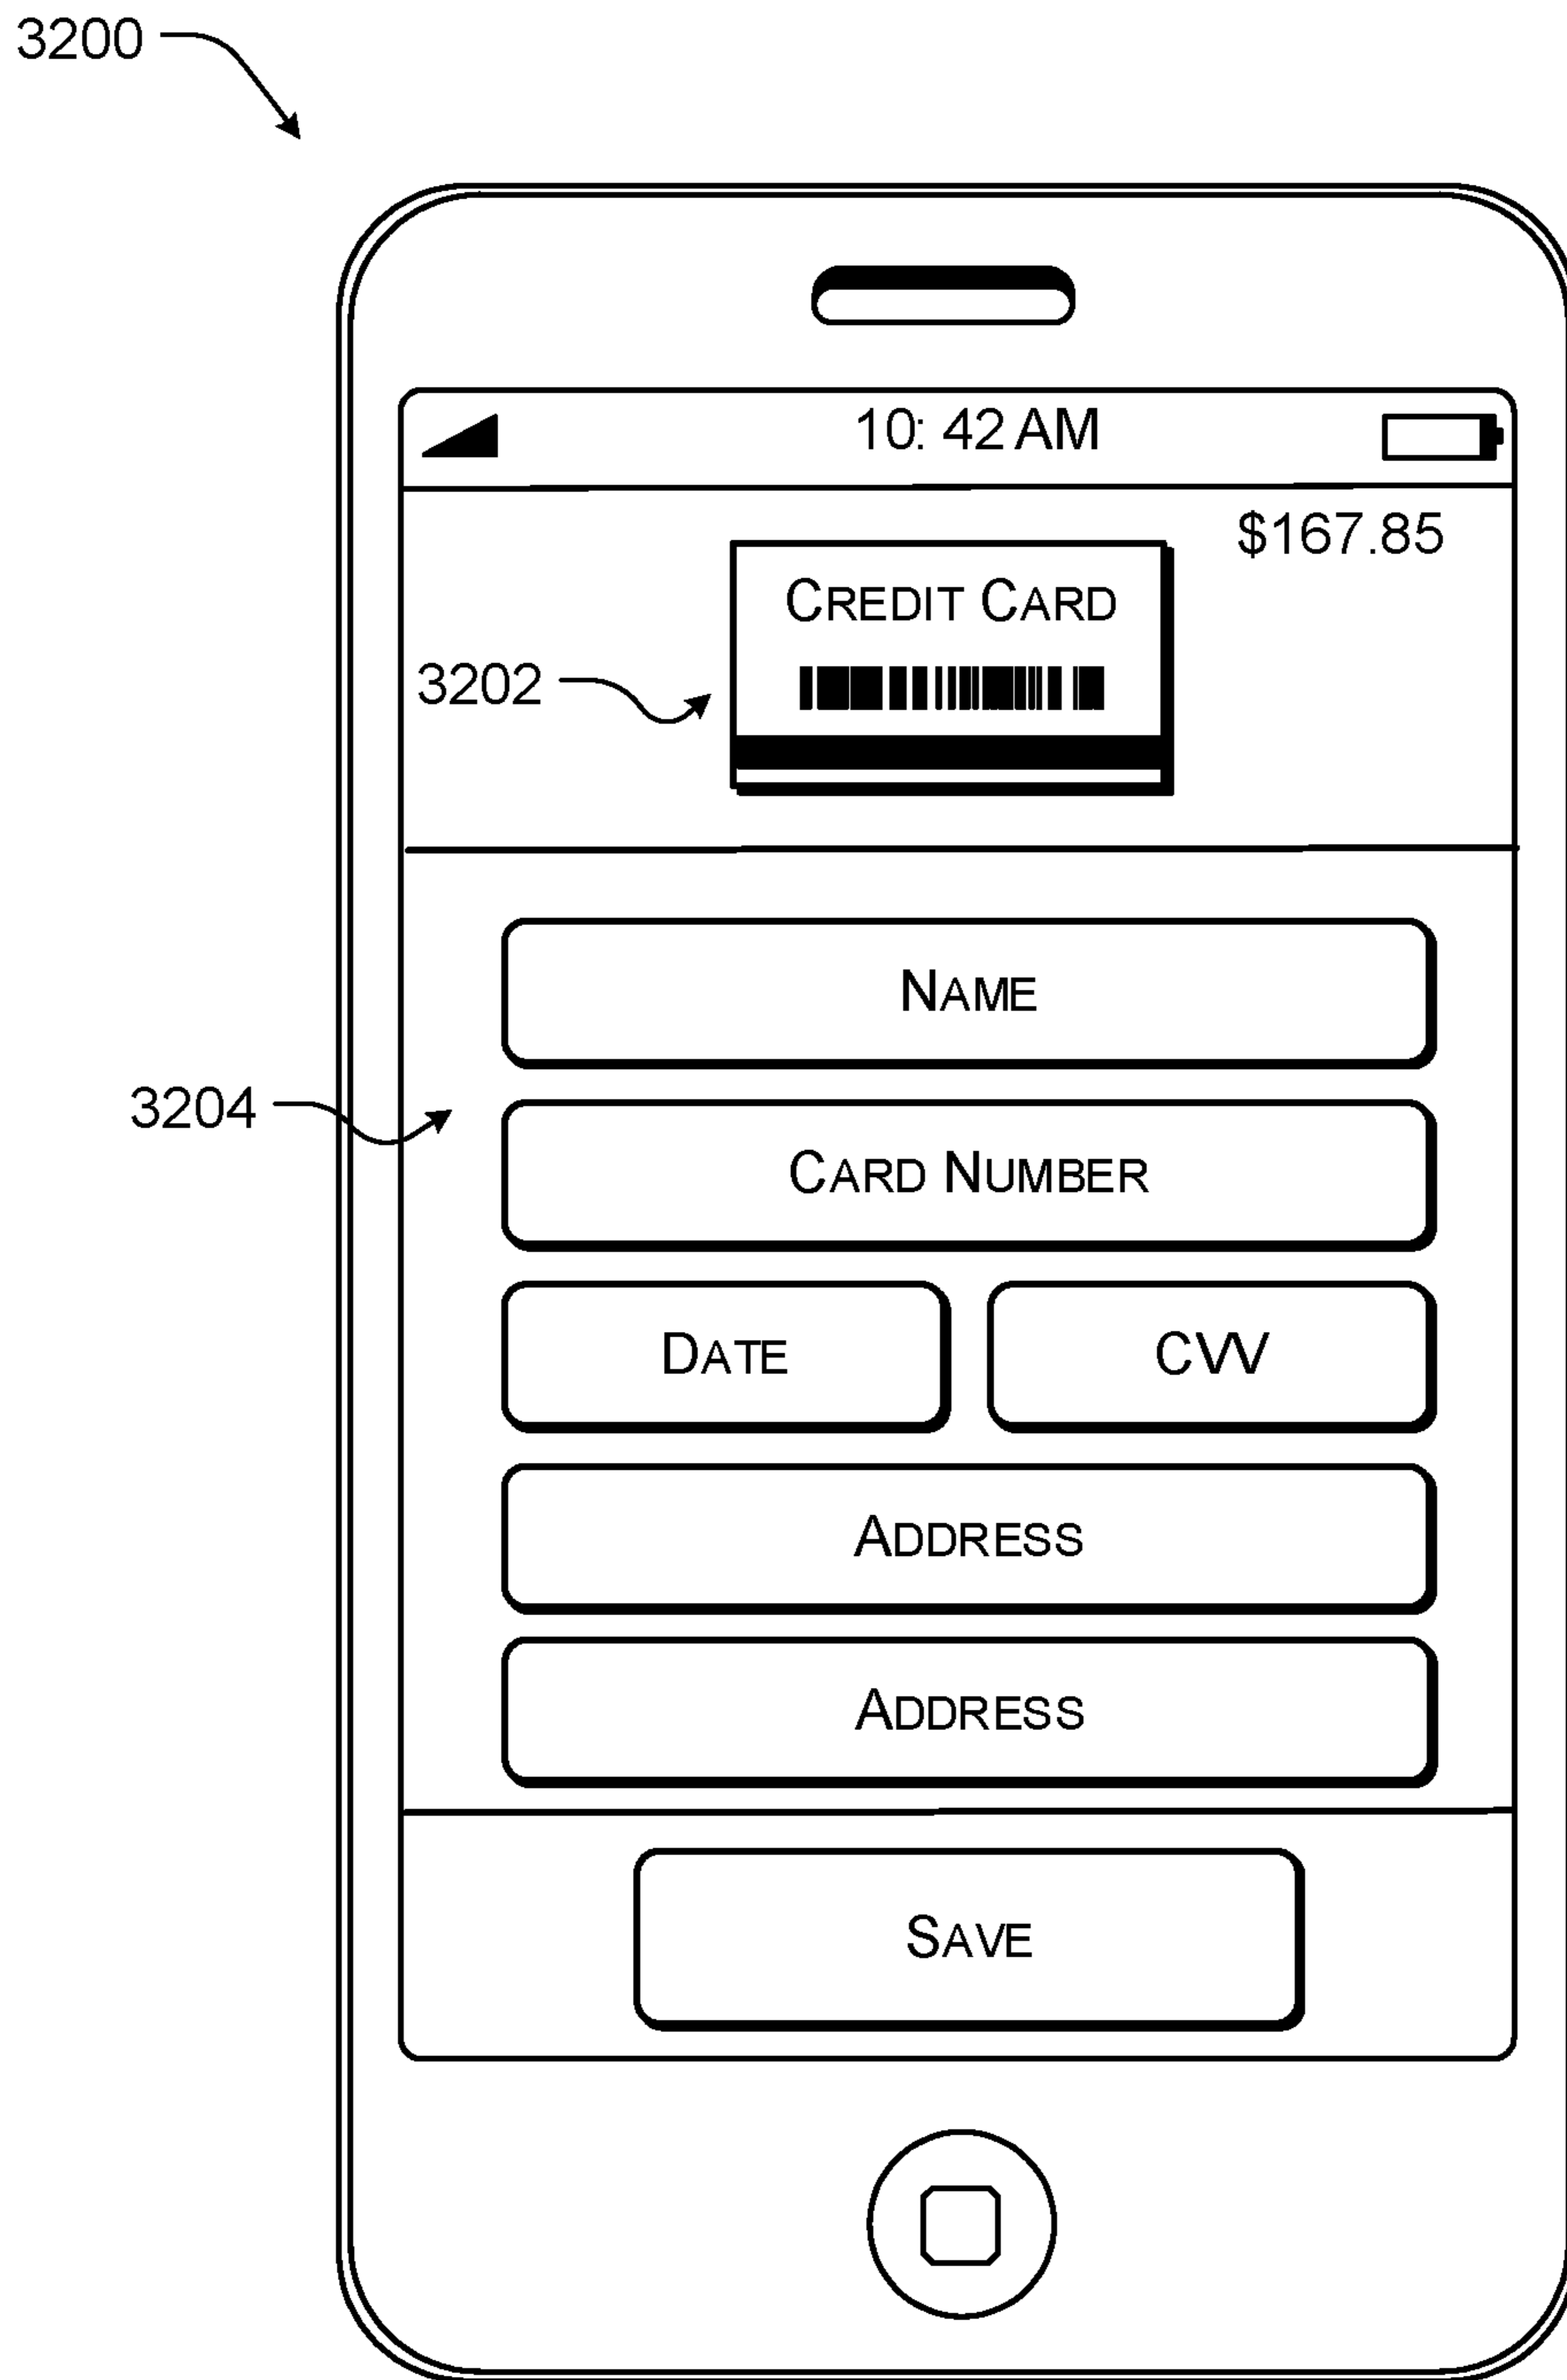 3200
10: 42 AM
$167.85
CREDIT CARD
3202
NAME
3204
CARD NUMBER
DATE CVV
ADDRESS
ADDRESS
SAVE